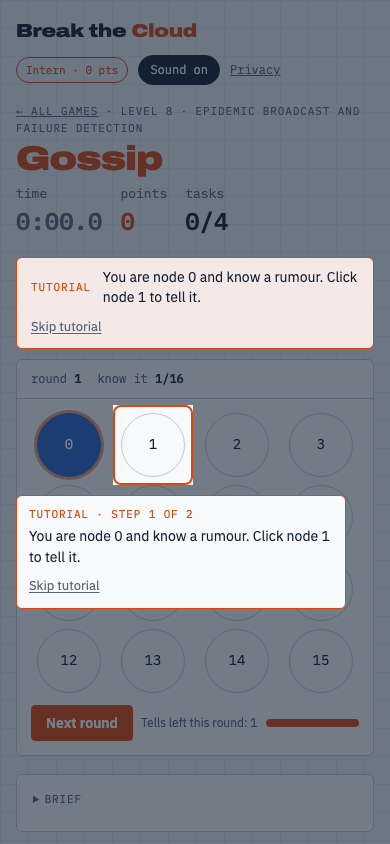 Break the Cloud
Intern · 0 pts
Sound on
Privacy
← ALL GAMES · LEVEL 8 · EPIDEMIC BROADCAST AND
FAILURE DETECTION
Gossip
time points tasks
0:00.0 0 0/4
TUTORIAL
You are node 0 and know a rumour. Click
node 1 to tell it.
Skip tutorial
round 1 know it 1/16
0 1 2 3
TUTORIAL · STEP 1 OF 2
You are node 0 and know a rumour. Click node 1
to tell it.
Skip tutorial
12 13 14 15
Next round
Tells left this round: 1
▶ BRIEF